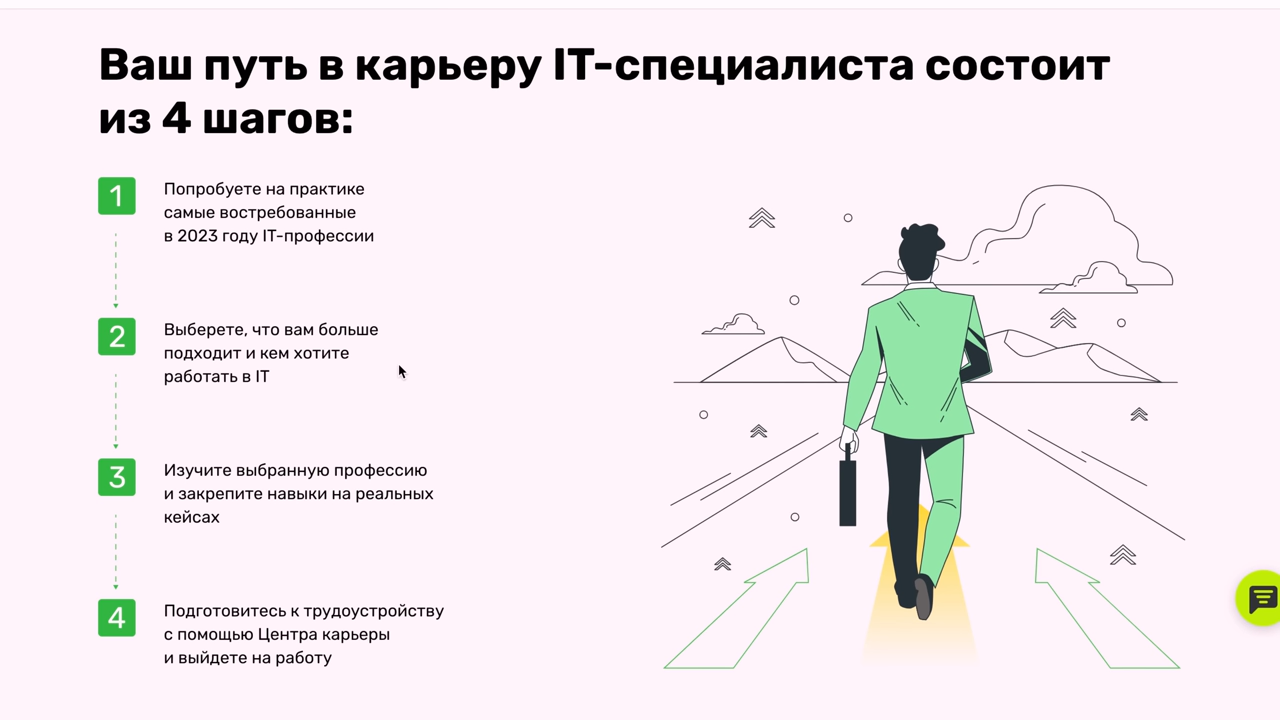 Ваш путь в карьеру IT-специалиста состоит
из 4 шагов:
1
Попробуете на практике
самые востребованные
в 2023 году IT-профессии
2
Выберете, что вам больше
подходит и кем хотите
работать в IT
3
Изучите выбранную профессию
и закрепите навыки на реальных
кейсах
4
Подготовитесь к трудоустройству
с помощью Центра карьеры
и выйдете на работу